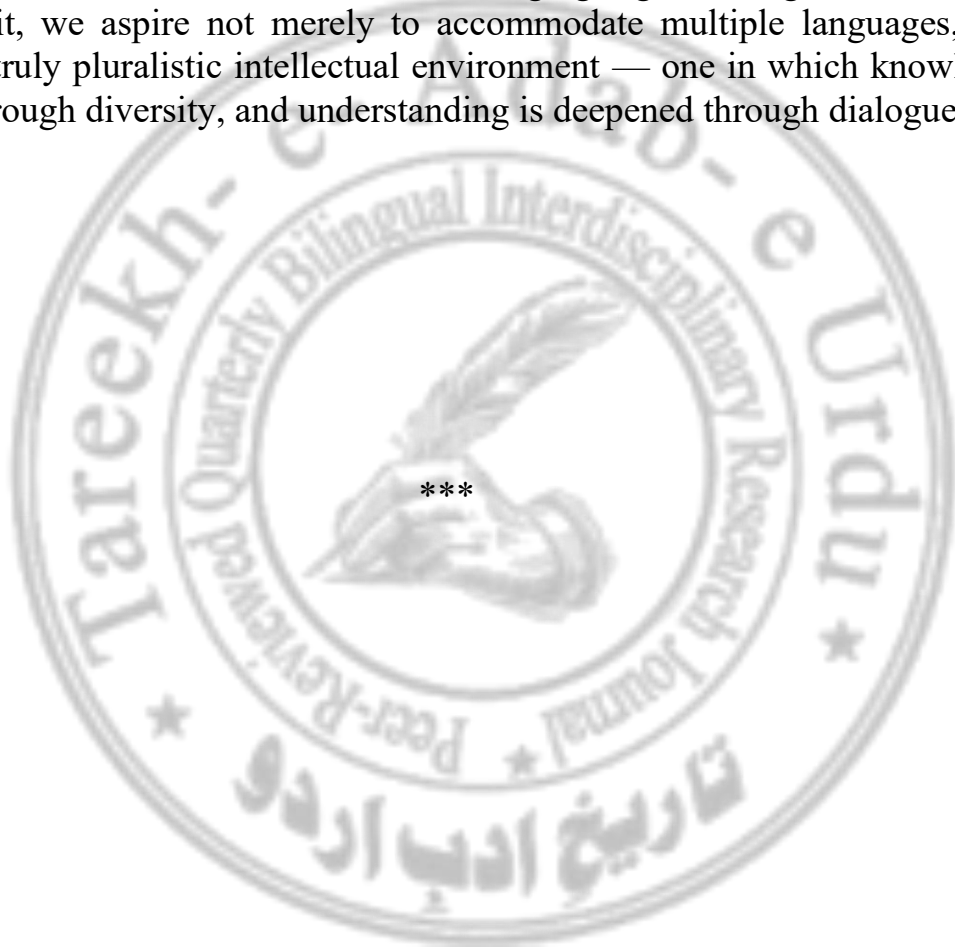 it, we aspire not merely to accommodate multiple languages,
truly pluralistic intellectual environment — one in which knowl
rough diversity, and understanding is deepened through dialogue
Tareekh- e- Adab- e Urdu
Peer-Reviewed Quarterly Bilingual Interdisciplinary Research Journal
***
تاریخِ ادبِ اردو